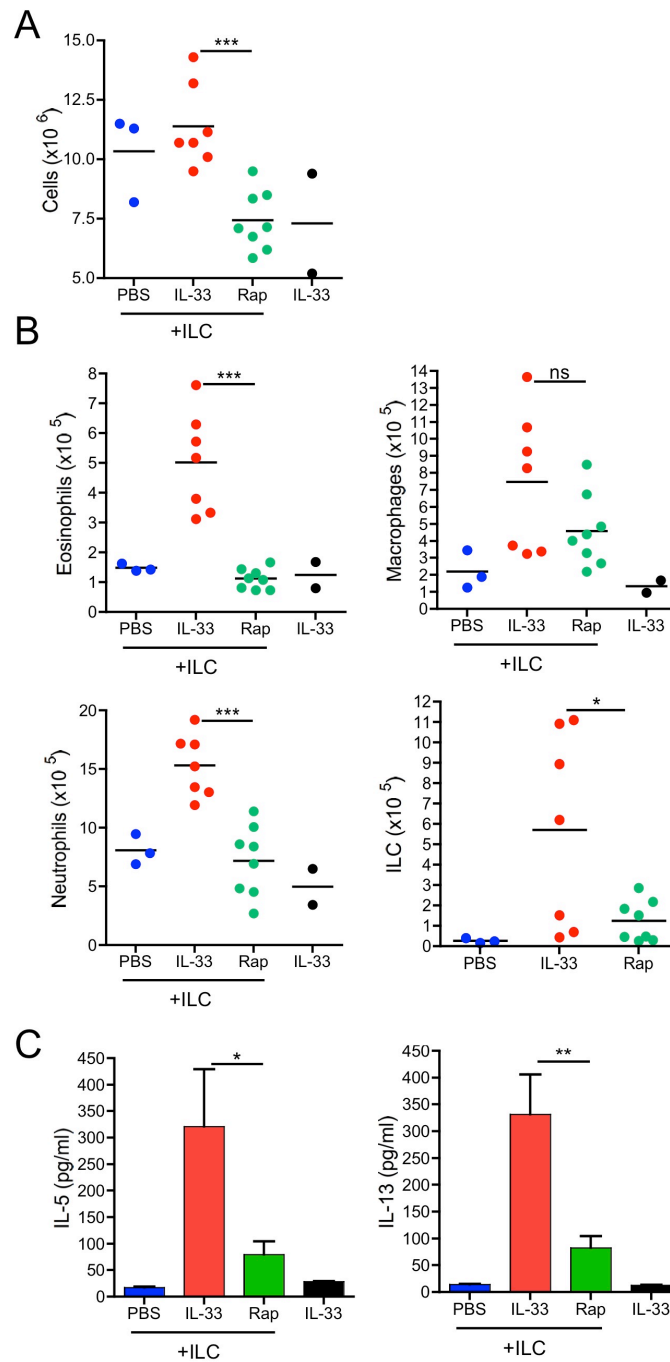 A
Cells (x10 6)
15.0
12.5
10.0
7.5
5.0
***
PBS IL-33 Rap IL-33
+ILC
B
Eosinophils (x10 5)
8
7
6
5
4
3
2
1
0
***
PBS IL-33 Rap IL-33
+ILC
Macrophages (x10 5)
14
13
12
11
10
9
8
7
6
5
4
3
2
1
0
ns
PBS IL-33 Rap IL-33
+ILC
Neutrophils (x10 5)
20
15
10
5
0
***
PBS IL-33 Rap IL-33
+ILC
ILC (x10 5)
12
11
10
9
8
7
6
5
4
3
2
1
0
*
PBS IL-33 Rap
+ILC
C
IL-5 (pg/ml)
450
400
350
300
250
200
150
100
50
0
*
PBS IL-33 Rap IL-33
+ILC
IL-13 (pg/ml)
450
400
350
300
250
200
150
100
50
0
**
PBS IL-33 Rap IL-33
+ILC